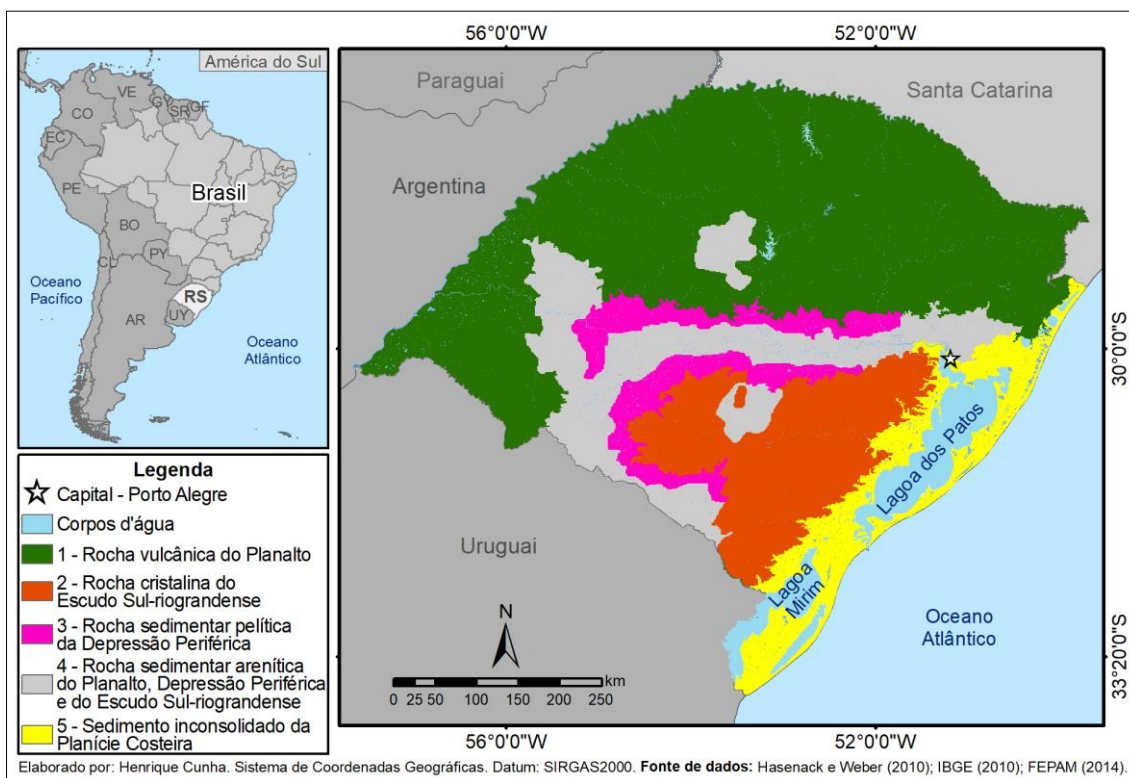 56°0'0"W
52°0'0"W
América do Sul
VE
GY
SR
GF
CO
EC
PE
Brasil
BO
PY
CL
RS
AR
UY
Oceano
Pacífico
Oceano
Atlântico
Paraguai
Santa Catarina
Argentina
Uruguai
Lagoa dos Patos
Lagoa
Mirim
Oceano
Atlântico
30°0'0"S
33°20'0"S
N
km
0 25 50 100 150 200 250
Legenda
Capital - Porto Alegre
Corpos d'água
1 - Rocha vulcânica do Planalto
2 - Rocha cristalina do
Escudo Sul-riograndense
3 - Rocha sedimentar pelítica
da Depressão Periférica
4 - Rocha sedimentar arenítica
do Planalto, Depressão Periférica
e do Escudo Sul-riograndense
5 - Sedimento inconsolidado da
Planície Costeira
56°0'0"W
52°0'0"W
Elaborado por: Henrique Cunha. Sistema de Coordenadas Geográficas. Datum: SIRGAS2000. Fonte de dados: Hasenack e Weber (2010); IBGE (2010); FEPAM (2014).